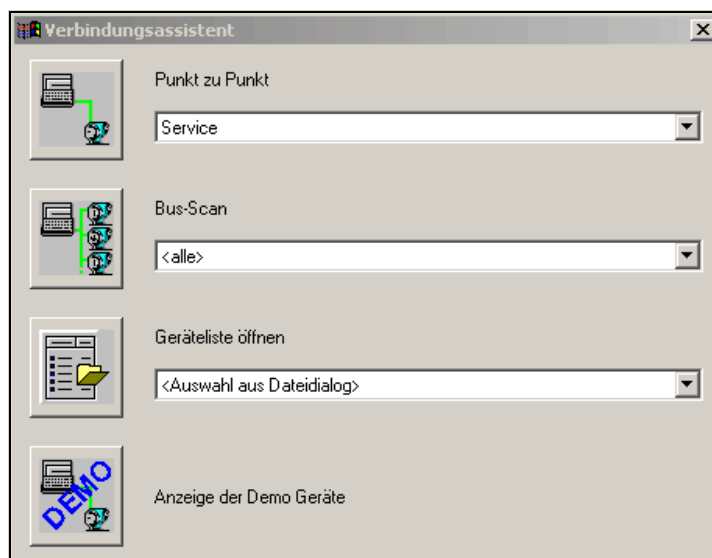 Verbindungsassistent
Punkt zu Punkt
Service
Bus-Scan
<alle>
Geräteliste öffnen
<Auswahl aus Dateidialog>
DEMO
Anzeige der Demo Geräte